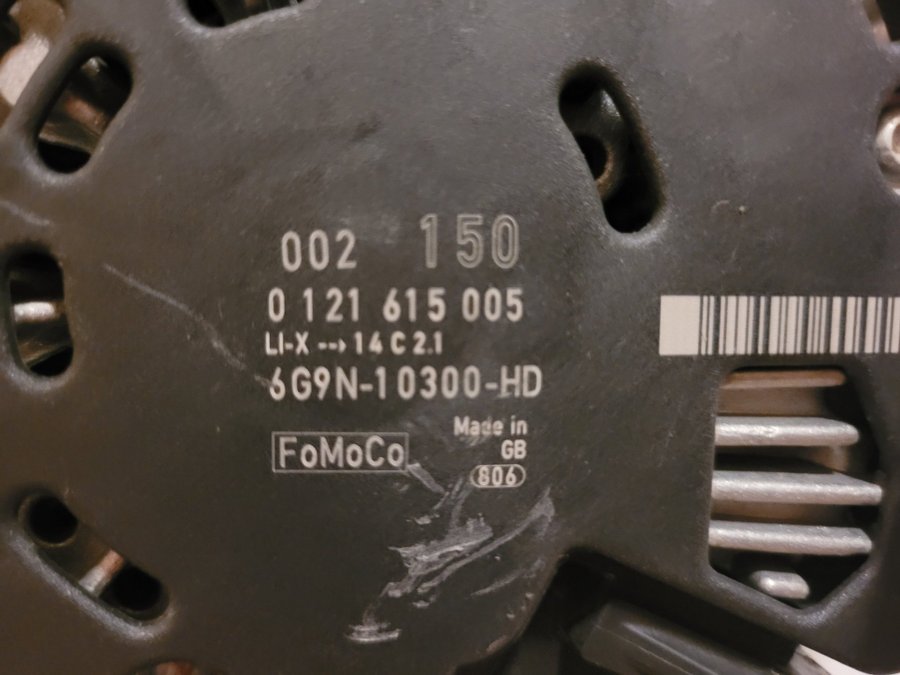 002 150
0 121 615 005
LI-X --> 14 C 2.1
6G9N-10300-HD
Made in
GB
FoMoCo
806